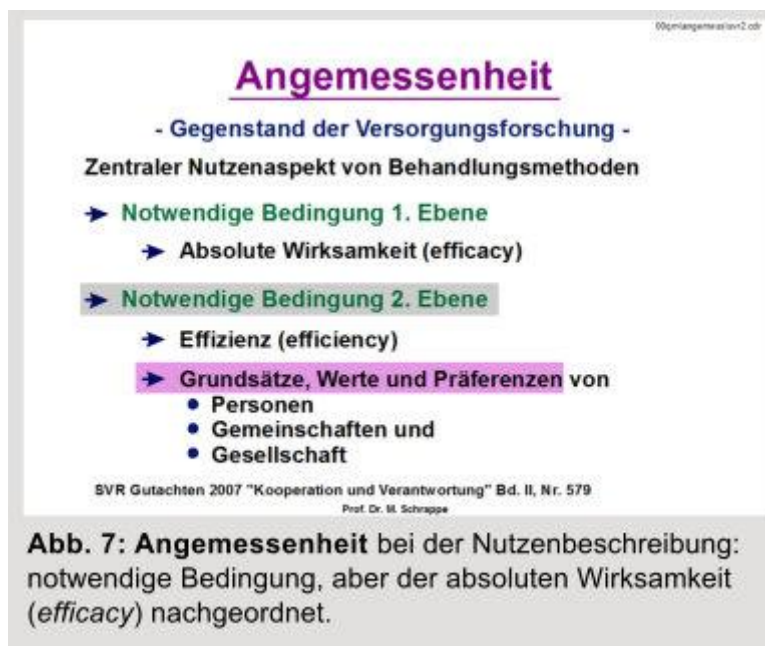 Angemessenheit
- Gegenstand der Versorgungsforschung -
Zentraler Nutzenaspekt von Behandlungsmethoden
Notwendige Bedingung 1. Ebene
Absolute Wirksamkeit (efficacy)
Notwendige Bedingung 2. Ebene
Effizienz (efficiency)
Grundsätze, Werte und Präferenzen von
Personen
Gemeinschaften und
Gesellschaft
SVR Gutachten 2007 "Kooperation und Verantwortung" Bd. II, Nr. 579
Prof. Dr. M. Schrappe
Abb. 7: Angemessenheit bei der Nutzenbeschreibung:
notwendige Bedingung, aber der absoluten Wirksamkeit
(efficacy) nachgeordnet.